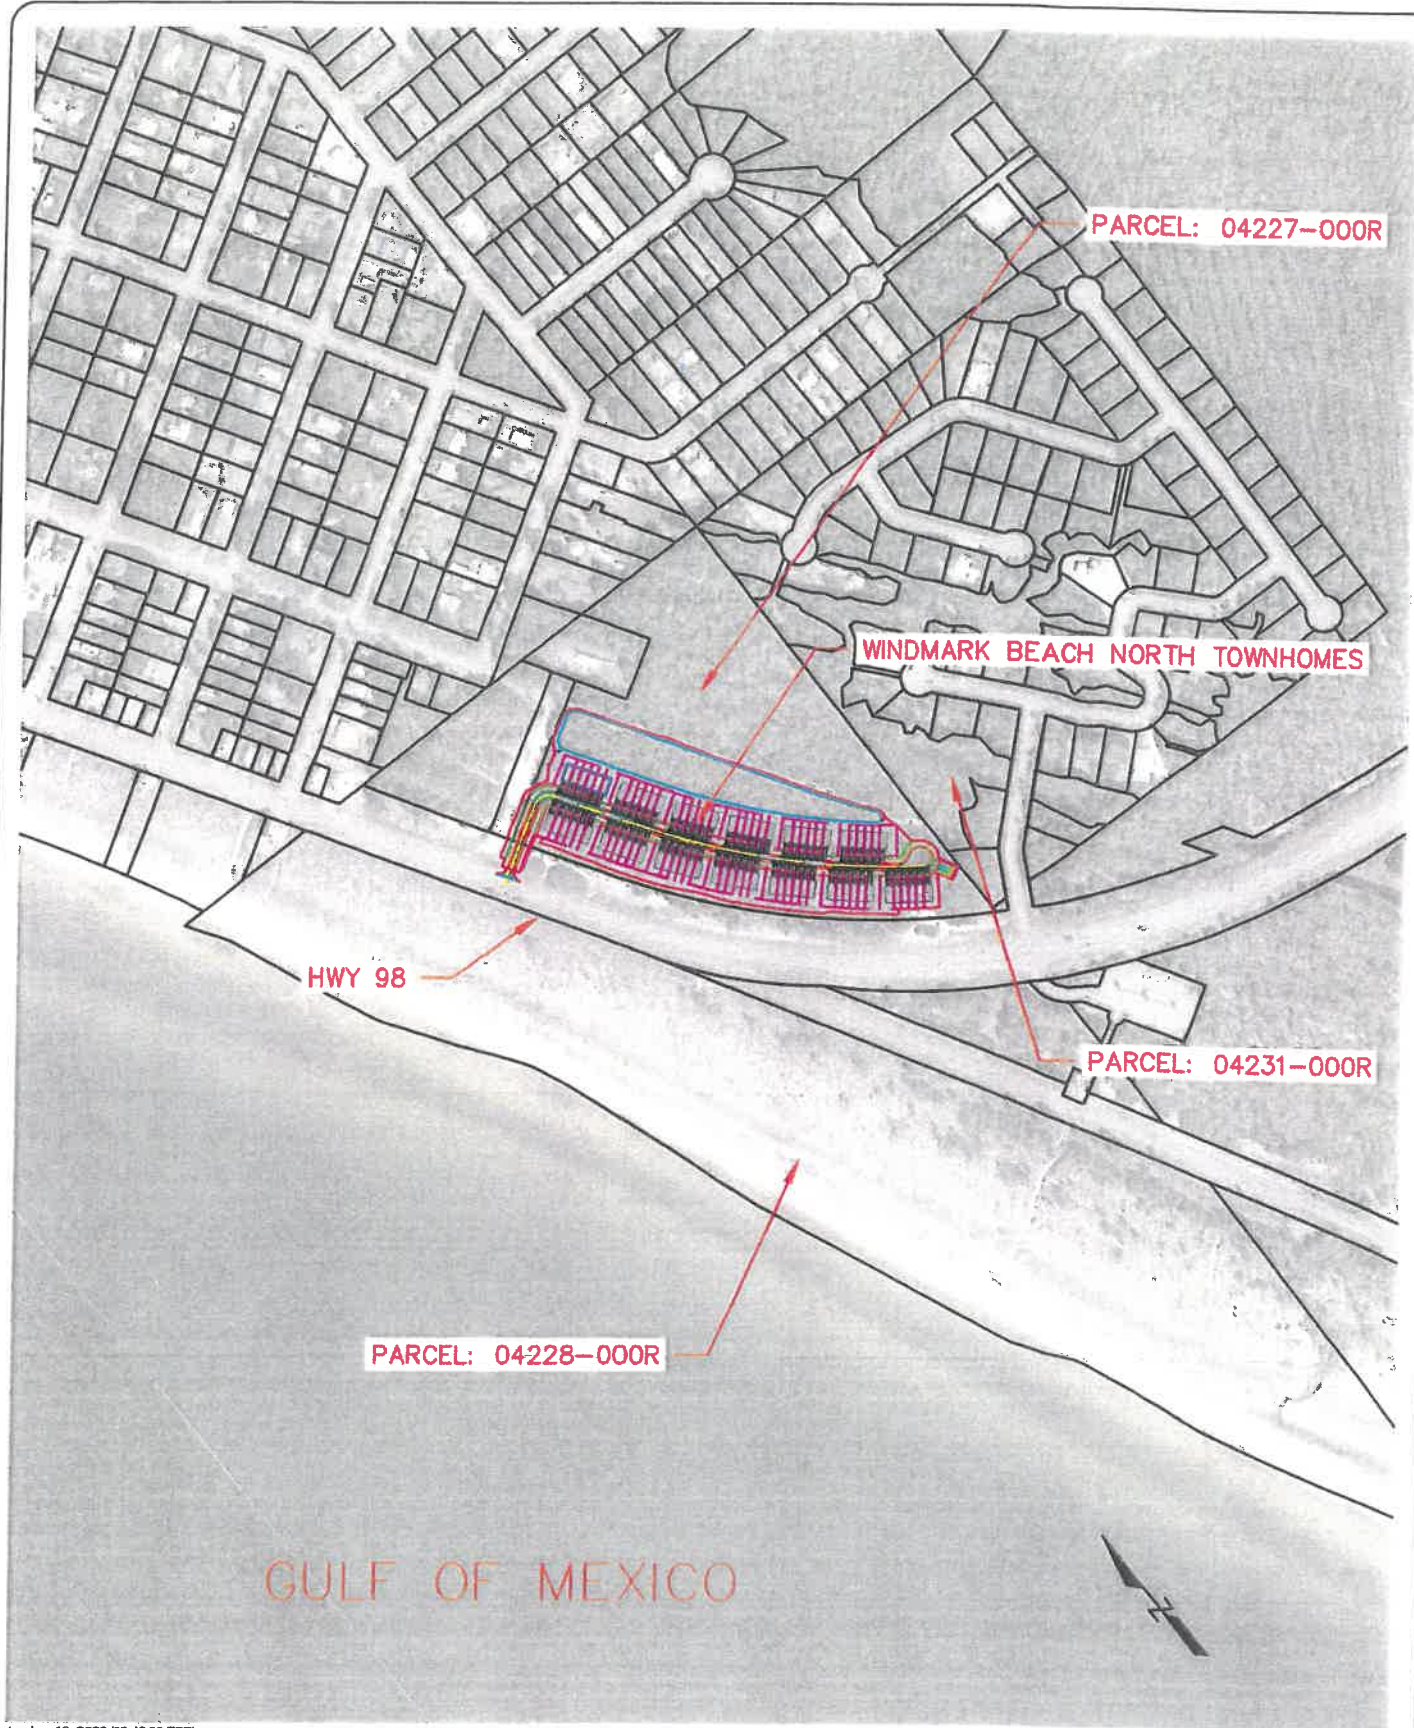 PARCEL: 04227-000R
WINDMARK BEACH NORTH TOWNHOMES
HWY 98
PARCEL: 04231-000R
PARCEL: 04228-000R
GULF OF MEXICO